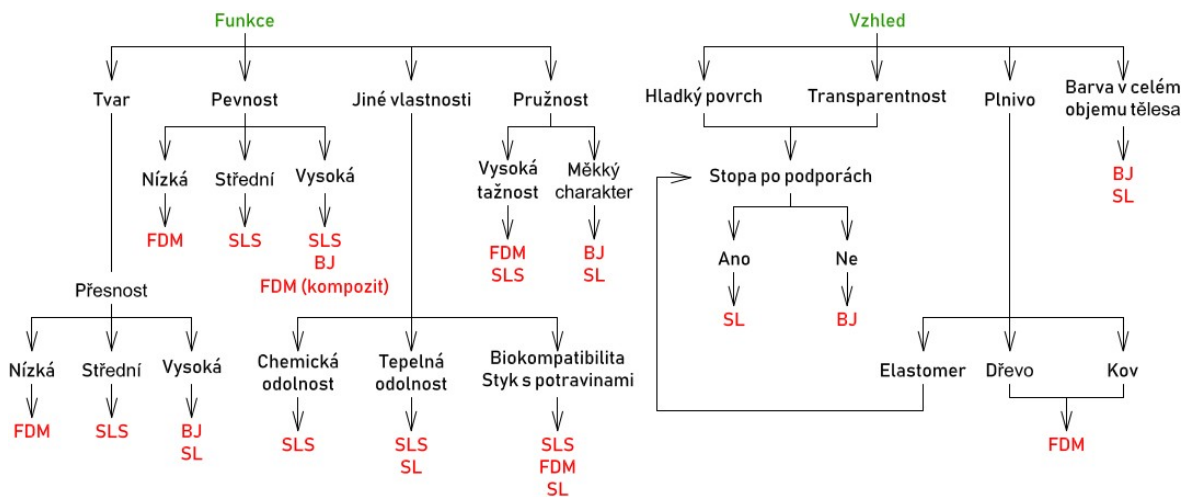 Funkce
Tvar
Pevnost
Jiné vlastnosti
Pružnost
Nízká
Střední
Vysoká
Vysoká
tažnost
Měkký
charakter
FDM
SLS
SLS
BJ
FDM (kompozit)
FDM
SLS
BJ
SL
Přesnost
Nízká
Střední
Vysoká
Chemická
odolnost
Tepelná
odolnost
Biokompatibilita
Styk s potravinami
FDM
SLS
BJ
SL
SLS
SLS
SL
SLS
FDM
SL
Vzhled
Hladký povrch
Transparentnost
Plnivo
Barva v celém
objemu tělesa
BJ
SL
Stopa po podporách
Ano
Ne
SL
BJ
Elastomer
Dřevo
Kov
FDM